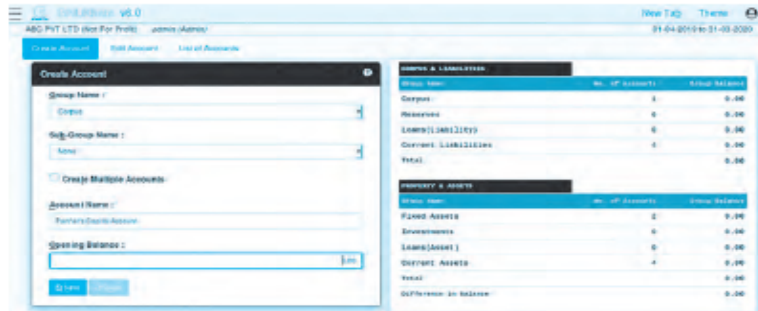 v6.0
New Tab Theme
ABC PVT LTD (Not For Profit) admin (Admin)
01-04-2019 to 31-03-2020
Create Account Edit Account List of Accounts
Create Account
Group Name :
Corpus
Sub-Group Name :
None
Create Multiple Accounts
Account Name :
Opening Balance :
Save
CORPUS & LIABILITIES
Group Name No. of Accounts Group Balance
Corpus 0.00
Reserves 0 0.00
Loans(Liability) 0 0.00
Current Liabilities 0.00
Total 0.00
PROPERTY & ASSETS
Group Name No. of Accounts Group Balance
Fixed Assets 2 0.00
Investments 0 0.00
Loans(Asset) 0 0.00
Current Assets 4 0.00
Total 0.00
Difference in balance 0.00